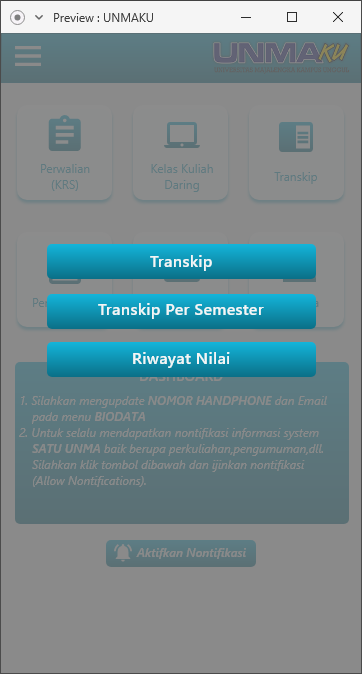 Preview : UNMAKU
UNMAKU
Perwalian
(KRS)
Kelas Kuliah
Daring
Transkip
Transkip
Transkip Per Semester
Riwayat Nilai
DASHBOARD
1. Silahkan mengupdate NOMOR HANDPHONE dan Email
pada menu BIODATA
2. Untuk selalu mendapatkan nontifikasi informasi system
SATU UNMA baik berupa perkuliahan,pengumuman,dll.
Silahkan klik tombol dibawah dan ijinkan nontifikasi
(Allow Nontifications).
Aktifkan Nontifikasi